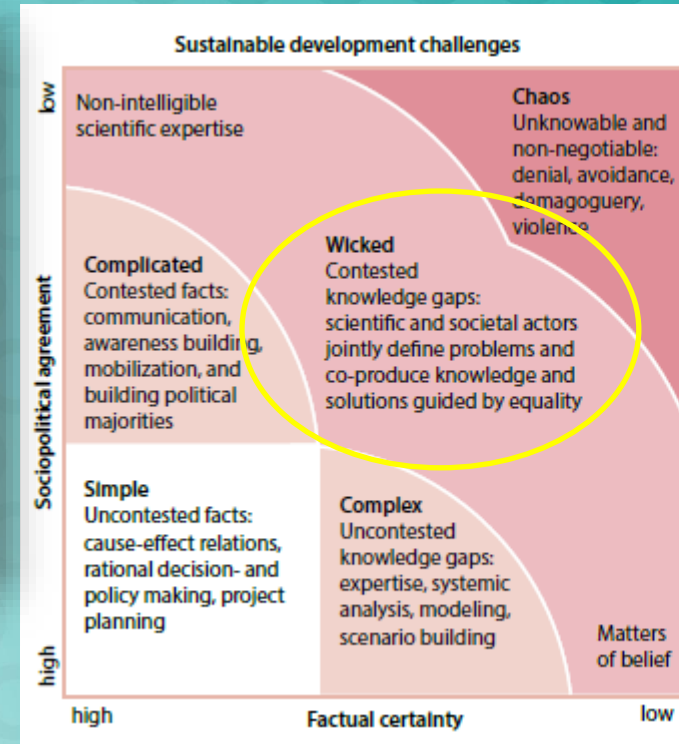 Sustainable development challenges
low
Non-intelligible
scientific expertise
Chaos
Unknowable and
non-negotiable:
denial, avoidance,
demagoguery,
violence
Wicked
Contested
knowledge gaps:
scientific and societal actors
jointly define problems and
co-produce knowledge and
solutions guided by equality
Complicated
Contested facts:
communication,
awareness building,
mobilization, and
building political
majorities
Sociopolitical agreement
Simple
Uncontested facts:
cause-effect relations,
rational decision- and
policy making, project
planning
Complex
Uncontested
knowledge gaps:
expertise, systemic
analysis, modeling,
scenario building
Matters
of belief
high
high
Factual certainty
low